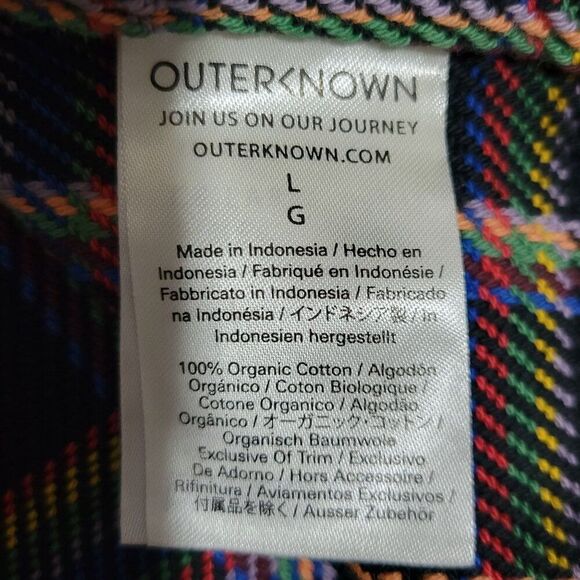 OUTERKNOWN
JOIN US ON OUR JOURNEY
OUTERKNOWN.COM
L
G
Made in Indonesia / Hecho en
Indonesia / Fabriqué en Indonésie /
Fabbricato in Indonesia / Fabricado
na Indonésia / インドネシア製 / in
Indonesien hergestellt
100% Organic Cotton / Algodón
Orgánico / Coton Biologique /
Cotone Organico / Algodão
Orgânico / オーガニック・コットン /
Organisch Baumwole
Exclusive Of Trim / Exclusivo
De Adorno / Hors Accessoire /
Rifinitura / Aviamentos Exclusivos /
付属品を除く / Ausser Zubehör